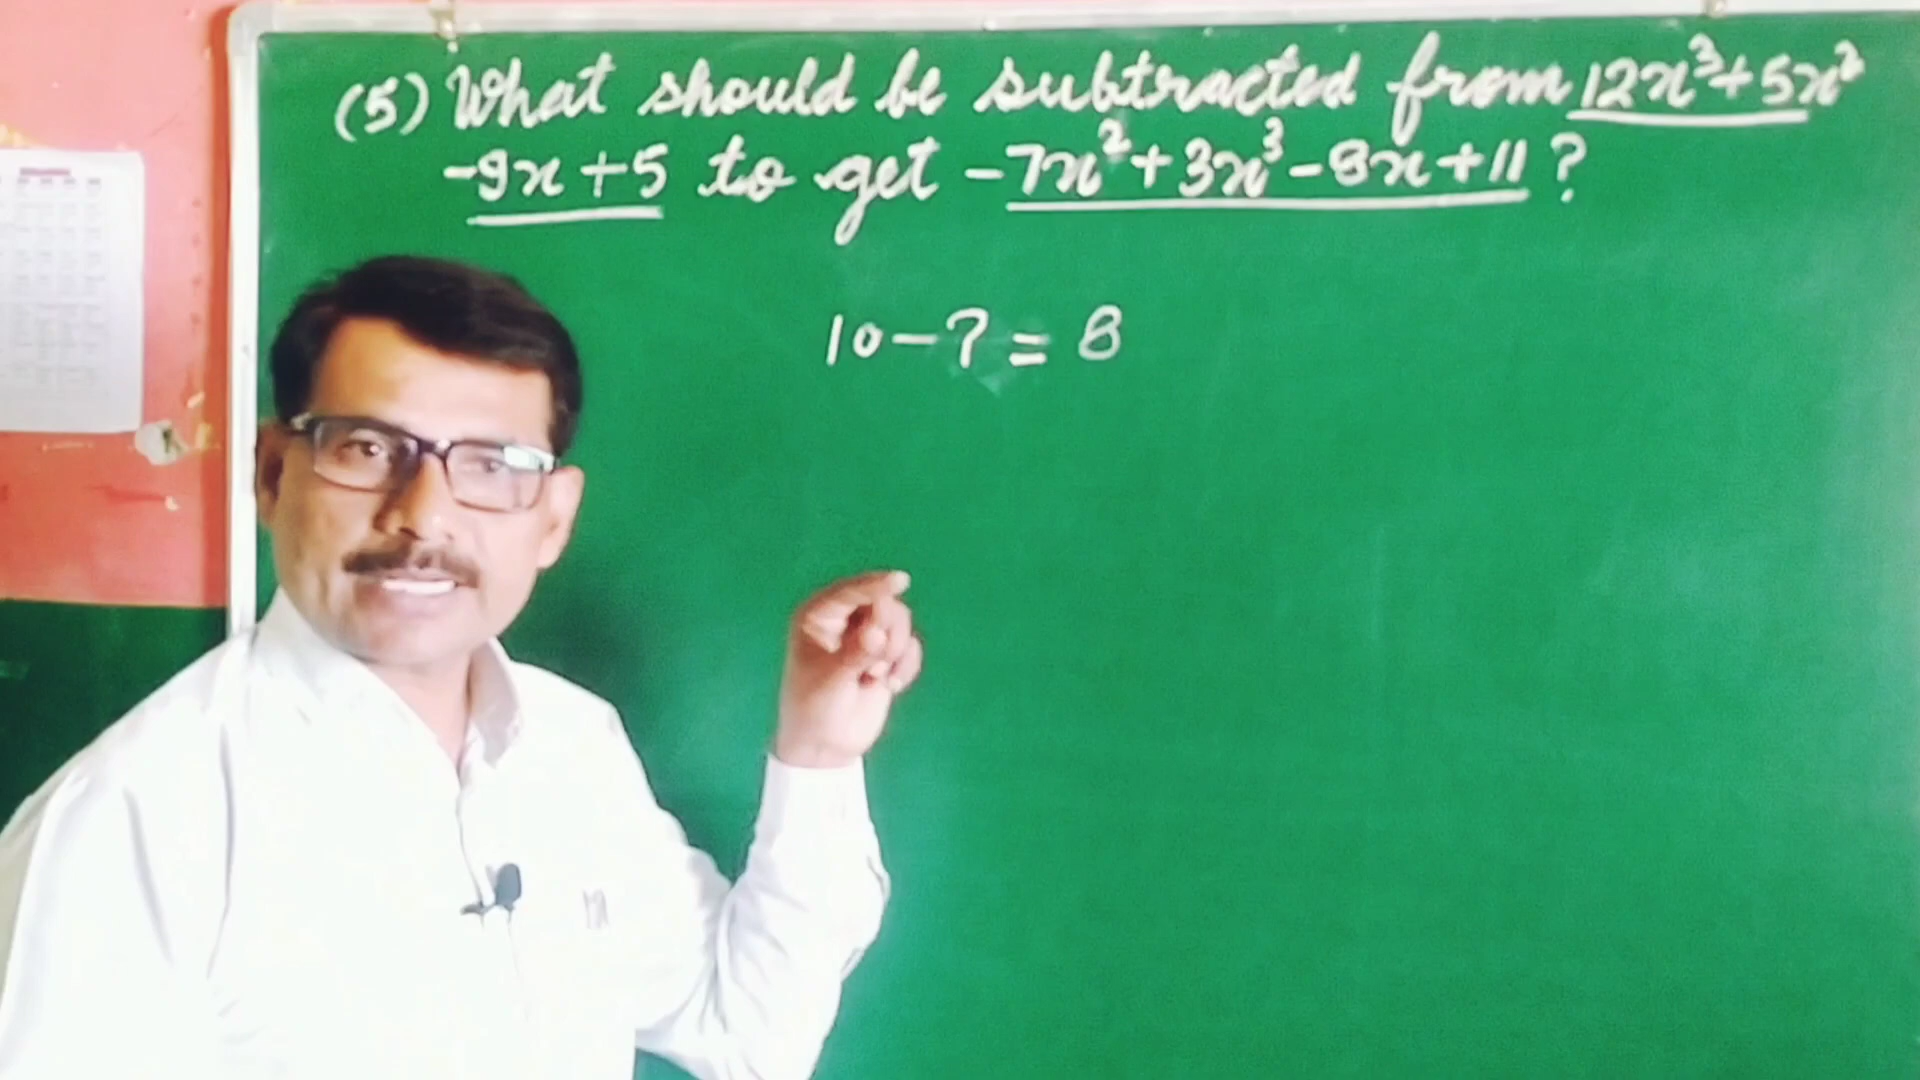 (5) What should be subtracted from 12x³+5x²
-9x+5 to get -7x²+3x³-8x+11?
10-?=8